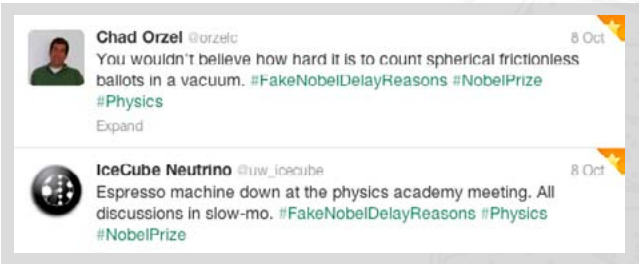 Chad Orzel @orzelc 8 Oct
You wouldn't believe how hard it is to count spherical frictionless
ballots in a vacuum. #FakeNobelDelayReasons #NobelPrize
#Physics
Expand
IceCube Neutrino @uw_icecube 8 Oct
Espresso machine down at the physics academy meeting. All
discussions in slow-mo. #FakeNobelDelayReasons #Physics
#NobelPrize